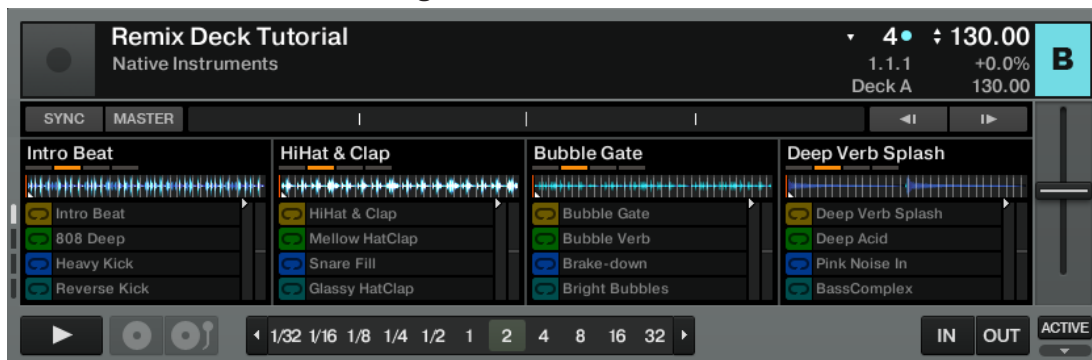 Remix Deck Tutorial 4 130.00
Native Instruments 1.1.1 +0.0%
Deck A 130.00
B
SYNC MASTER
Intro Beat HiHat & Clap Bubble Gate Deep Verb Splash
Intro Beat HiHat & Clap Bubble Gate Deep Verb Splash
808 Deep Mellow HatClap Bubble Verb Deep Acid
Heavy Kick Snare Fill Brake-down Pink Noise In
Reverse Kick Glassy HatClap Bright Bubbles BassComplex
1/32 1/16 1/8 1/4 1/2 1 2 4 8 16 32 IN OUT ACTIVE